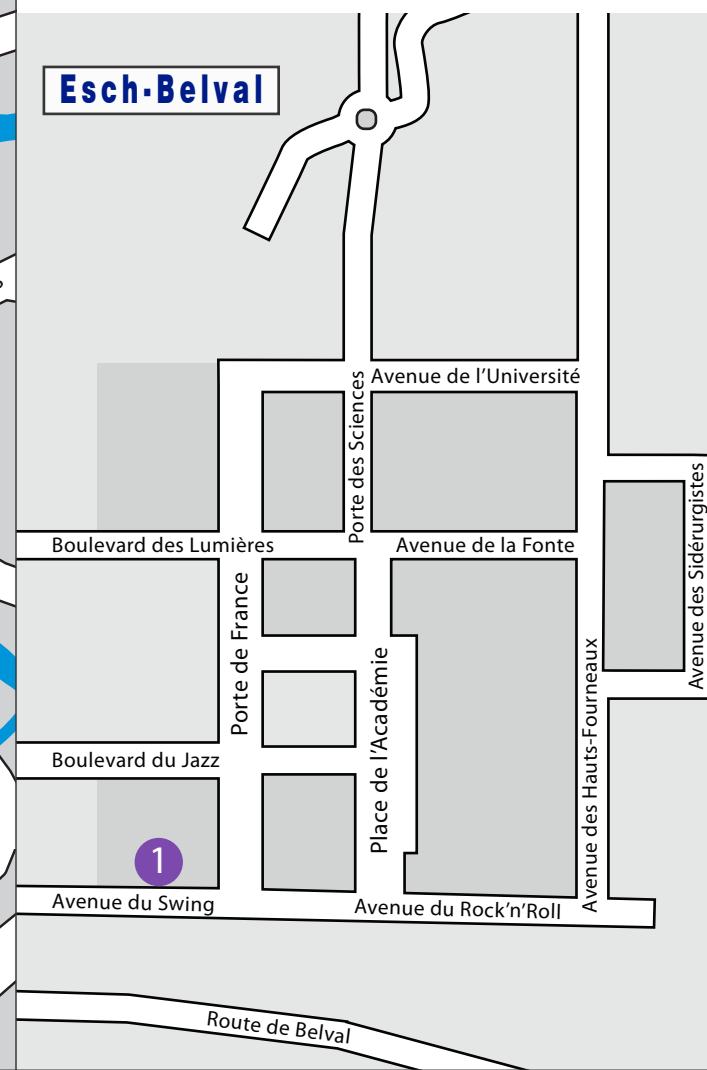 Esch-Belval
Avenue de l'Université
Porte des Sciences
Avenue des Sidérurgistes
Boulevard des Lumières
Avenue de la Fonte
Porte de France
Place de l'Académie
Avenue des Hauts-Fourneaux
Boulevard du Jazz
1
Avenue du Swing
Avenue du Rock'n'Roll
Route de Belval